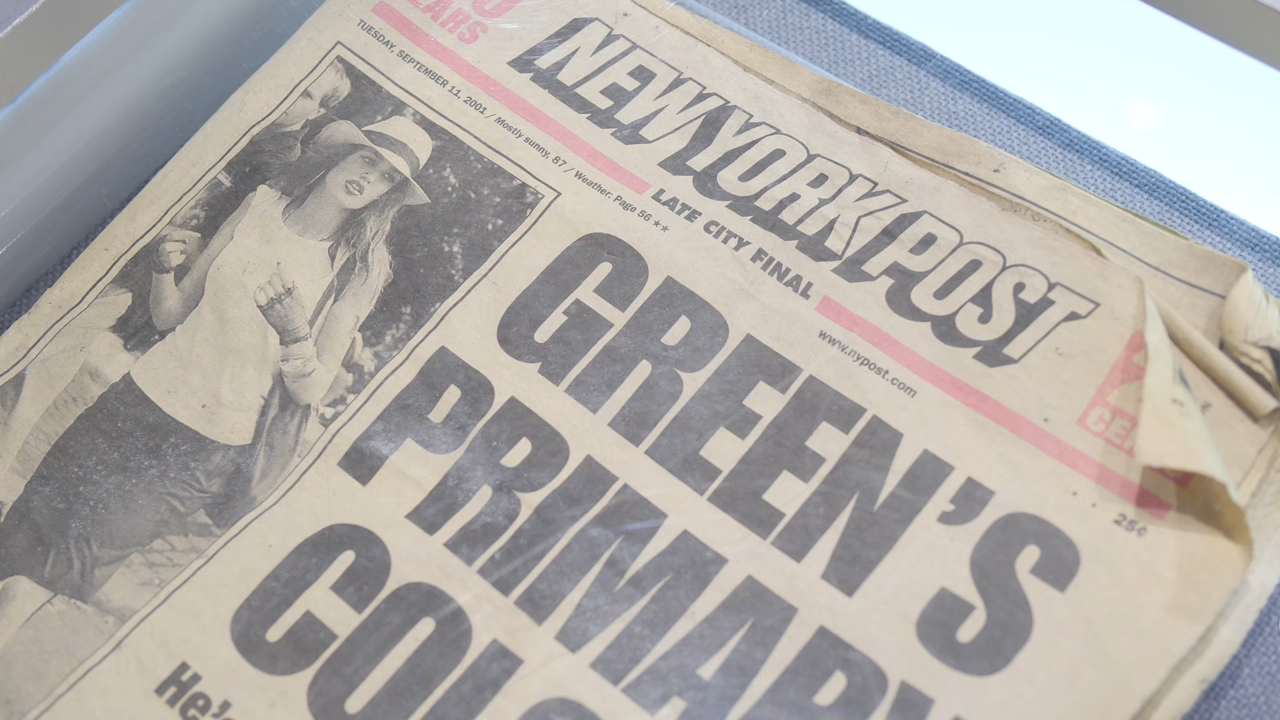 NEW YORK POST
TUESDAY, SEPTEMBER 11, 2001 / Mostly sunny, 87 / Weather: Page 56 ★★
LATE CITY FINAL
www.nypost.com
25¢
GREEN'S
PRIMARY
He's